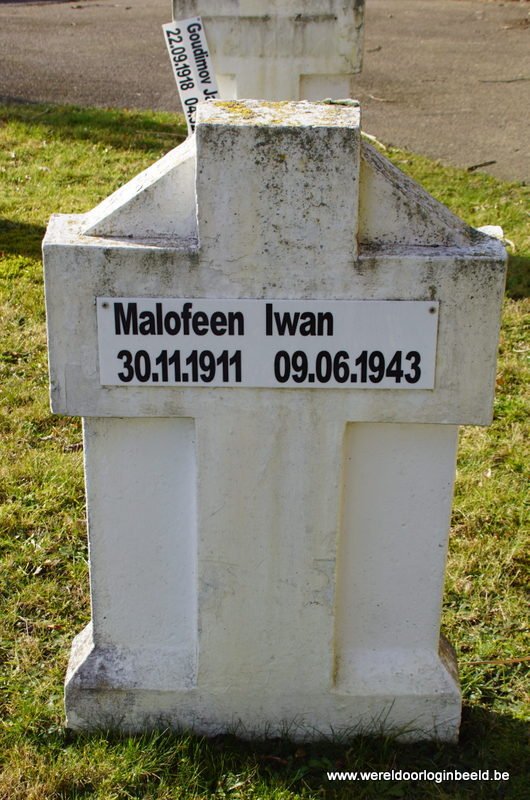 Goudimov
22.09.1918
Malofeen Iwan
30.11.1911 09.06.1943
www.wereldoorloginbeeld.be